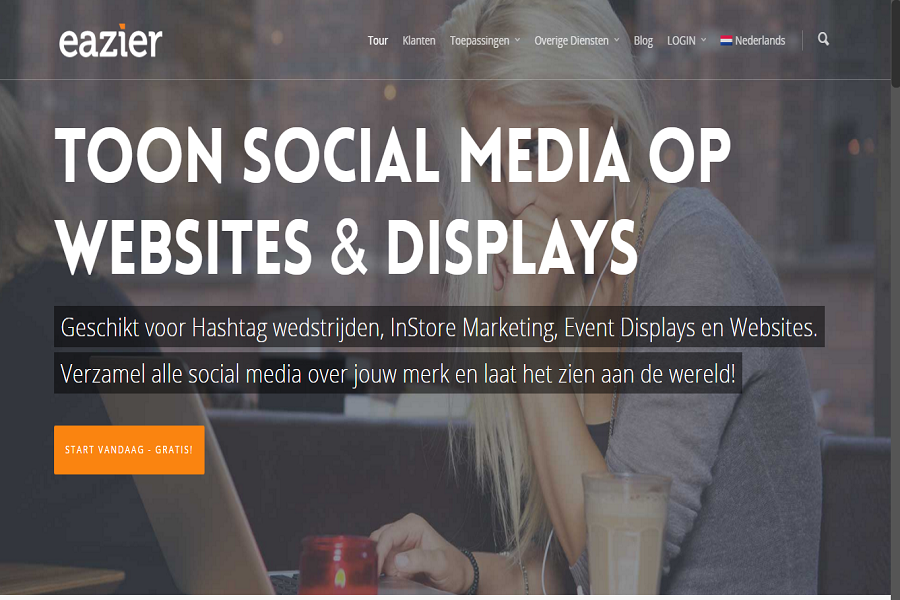 eazier
Tour Klanten Toepassingen Overige Diensten Blog LOGIN Nederlands
TOON SOCIAL MEDIA OP
WEBSITES & DISPLAYS
Geschikt voor Hashtag wedstrijden, InStore Marketing, Event Displays en Websites.
Verzamel alle social media over jouw merk en laat het zien aan de wereld!
START VANDAAG - GRATIS!